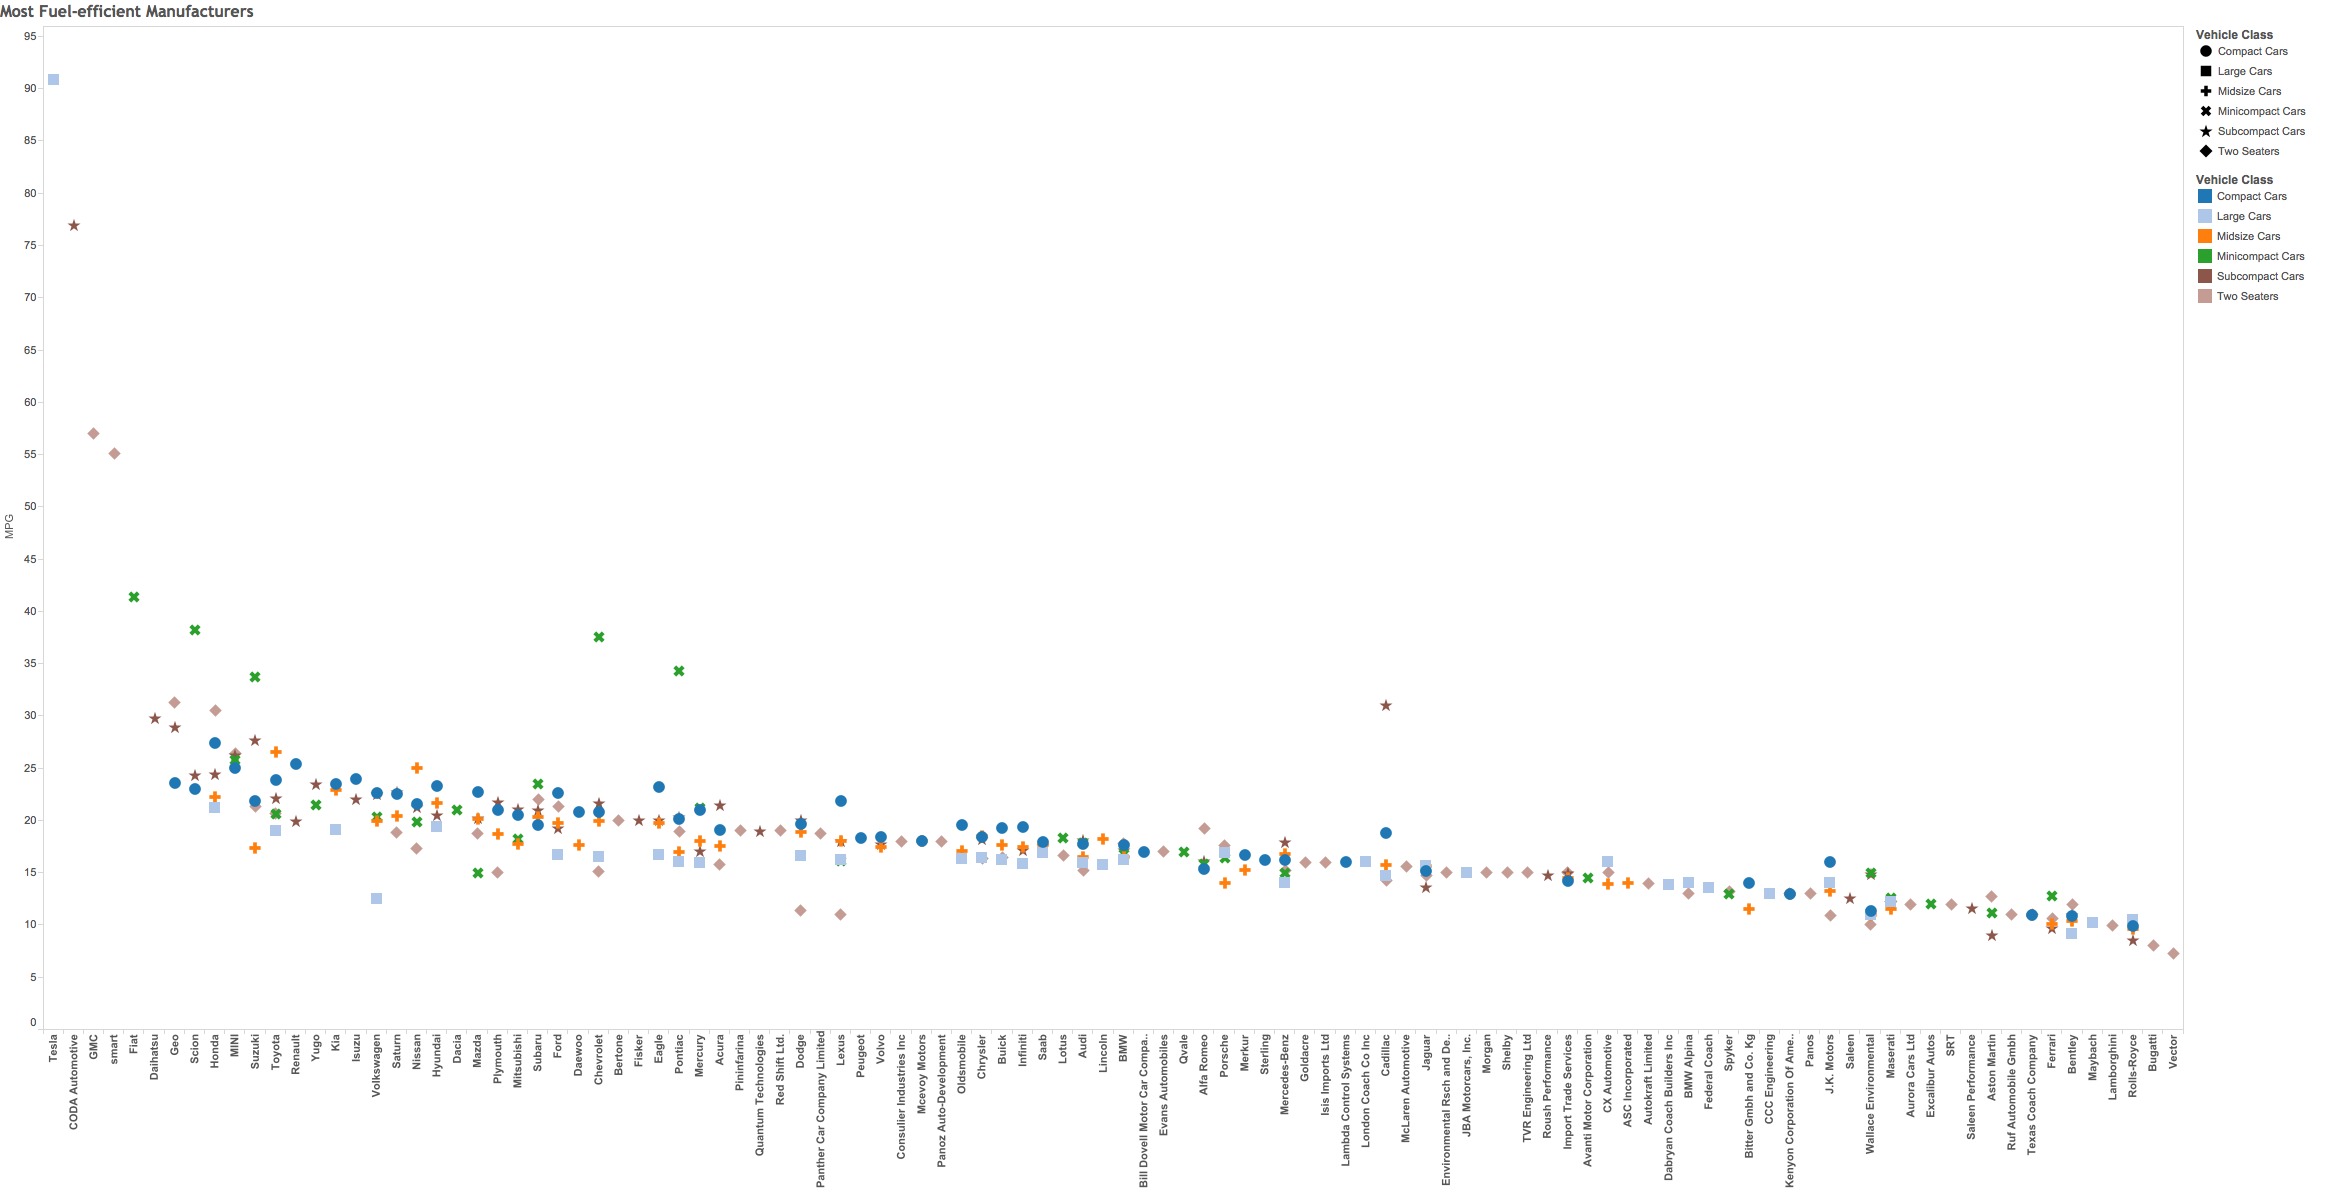 Most Fuel-efficient Manufacturers
95
90
85
80
75
70
65
60
55
50
45
40
35
30
25
20
15
10
5
0
MPG
Vehicle Class
Compact Cars
Large Cars
Midsize Cars
Minicompact Cars
Subcompact Cars
Two Seaters
Vehicle Class
Compact Cars
Large Cars
Midsize Cars
Minicompact Cars
Subcompact Cars
Two Seaters
Tesla
CODA Automotive
GMC
smart
Fiat
Daihatsu
Geo
Scion
Honda
MINI
Suzuki
Toyota
Renault
Yugo
Kia
Isuzu
Volkswagen
Saturn
Nissan
Hyundai
Dacia
Mazda
Plymouth
Mitsubishi
Subaru
Ford
Daewoo
Chevrolet
Bertone
Fisker
Eagle
Pontiac
Mercury
Acura
Pininfarina
Quantum Technologies
Red Shift Ltd.
Dodge
Panther Car Company Limited
Lexus
Peugeot
Volvo
Consulier Industries Inc
Mcevoy Motors
Panoz Auto-Development
Oldsmobile
Chrysler
Buick
Infiniti
Saab
Lotus
Audi
Lincoln
BMW
Bill Dovell Motor Car Compa..
Evans Automobiles
Qvale
Alfa Romeo
Porsche
Merkur
Sterling
Mercedes-Benz
Goldacre
Isis Imports Ltd
Lambda Control Systems
London Coach Co Inc
Cadillac
McLaren Automotive
Jaguar
Environmental Rsch and De..
JBA Motorcars, Inc.
Morgan
Shelby
TVR Engineering Ltd
Roush Performance
Import Trade Services
Avanti Motor Corporation
CX Automotive
ASC Incorporated
Autokraft Limited
Dabryan Coach Builders Inc
BMW Alpina
Federal Coach
Spyker
Bitter Gmbh and Co. Kg
CCC Engineering
Kenyon Corporation Of Ame..
Panos
J.K. Motors
Saleen
Wallace Environmental
Maserati
Aurora Cars Ltd
Excalibur Autos
SRT
Saleen Performance
Aston Martin
Ruf Automobile Gmbh
Texas Coach Company
Ferrari
Bentley
Maybach
Lamborghini
Rolls-Royce
Bugatti
Vector